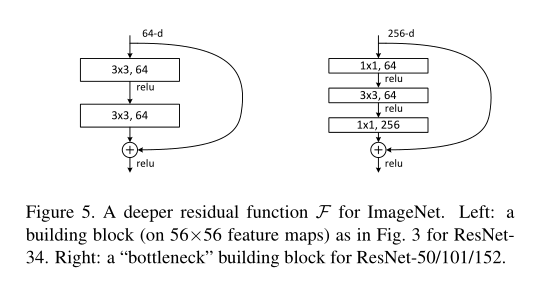 64-d
3x3, 64
relu
3x3, 64
+
relu
256-d
1x1, 64
relu
3x3, 64
relu
1x1, 256
+
relu
Figure 5. A deeper residual function F for ImageNet. Left: a
building block (on 56×56 feature maps) as in Fig. 3 for ResNet-
34. Right: a “bottleneck” building block for ResNet-50/101/152.